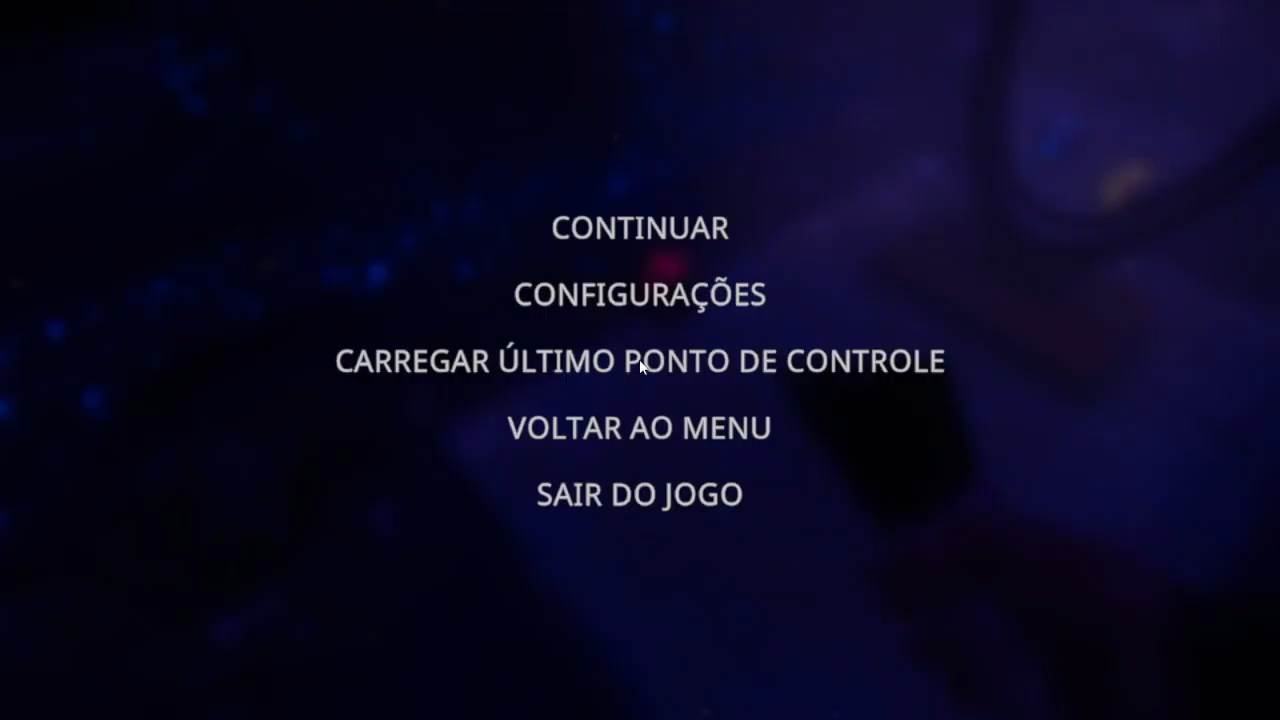 CONTINUAR
CONFIGURAÇÕES
CARREGAR ÚLTIMO PONTO DE CONTROLE
VOLTAR AO MENU
SAIR DO JOGO